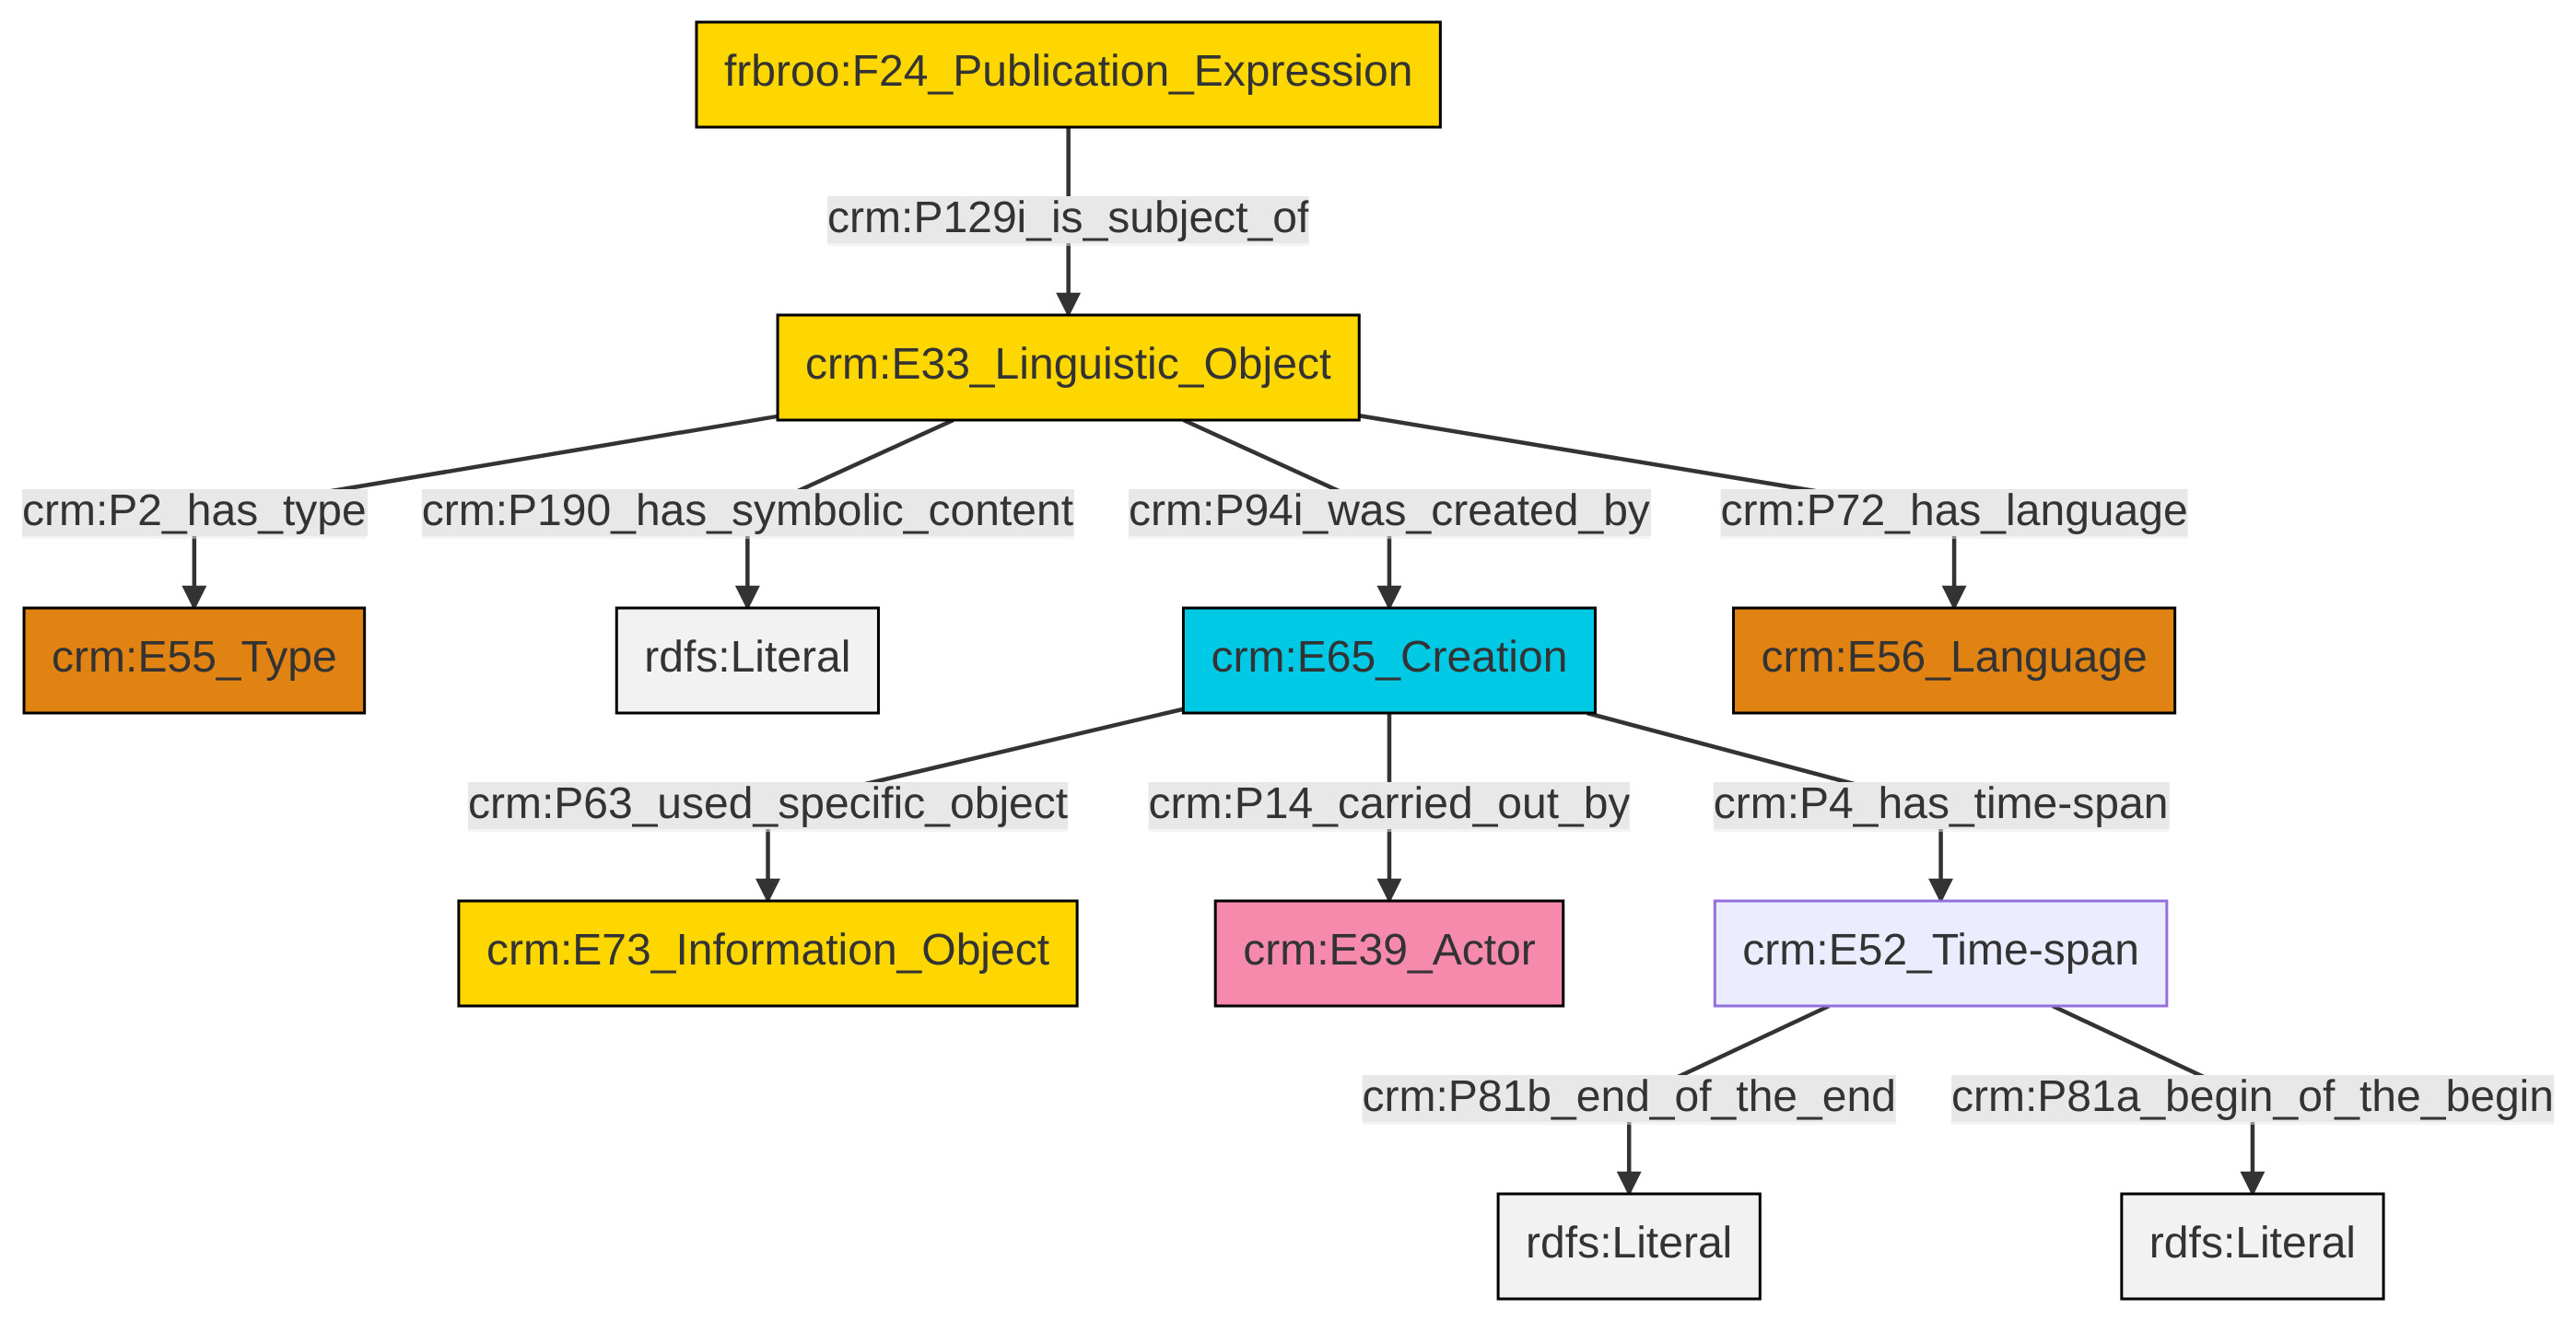 frbroo:F24_Publication_Expression
crm:P129i_is_subject_of
crm:E33_Linguistic_Object
crm:P2_has_type
crm:P190_has_symbolic_content
crm:P94i_was_created_by
crm:P72_has_language
crm:E55_Type
rdfs:Literal
crm:E65_Creation
crm:E56_Language
crm:P63_used_specific_object
crm:P14_carried_out_by
crm:P4_has_time-span
crm:E73_Information_Object
crm:E39_Actor
crm:E52_Time-span
crm:P81b_end_of_the_end
crm:P81a_begin_of_the_begin
rdfs:Literal
rdfs:Literal